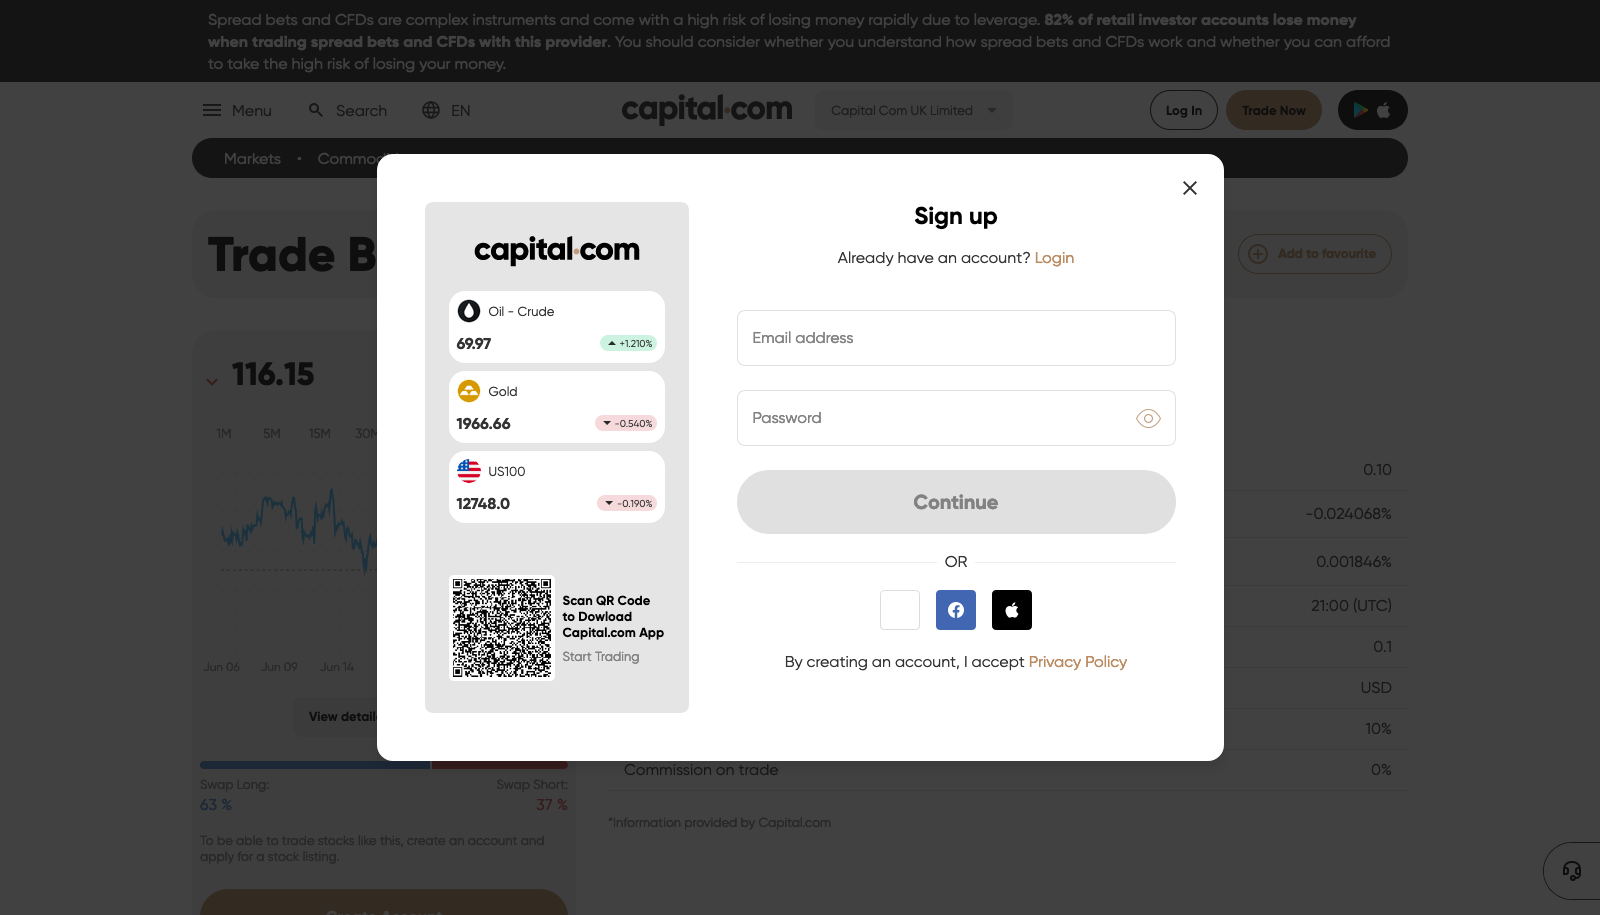 Spread bets and CFDs are complex instruments and come with a high risk of losing money rapidly due to leverage. 82% of retail investor accounts lose money
when trading spread bets and CFDs with this provider. You should consider whether you understand how spread bets and CFDs work and whether you can afford
to take the high risk of losing your money.
Menu Search EN capital.com Capital Com UK Limited Log In Trade Now
Markets
Trade
Add to favourite
116.15
1M 5M 15M
Jun 06 Jun 09 Jun 14
View
Swap Long: Swap Short:
63 % 37 %
To be able to trade stocks like this, create an account and
apply for a stock listing.
capital.com
Oil - Crude
69.97 +1.210%
Gold
1966.66 -0.540%
US100
12748.0 -0.190%
Scan QR Code
to Dowload
Capital.com App
Start Trading
Sign up
Already have an account? Login
Email address
Password
Continue
OR
By creating an account, I accept Privacy Policy
0.10
-0.024068%
0.001846%
21:00 (UTC)
0.1
USD
10%
Commission on trade 0%
*Information provided by Capital.com